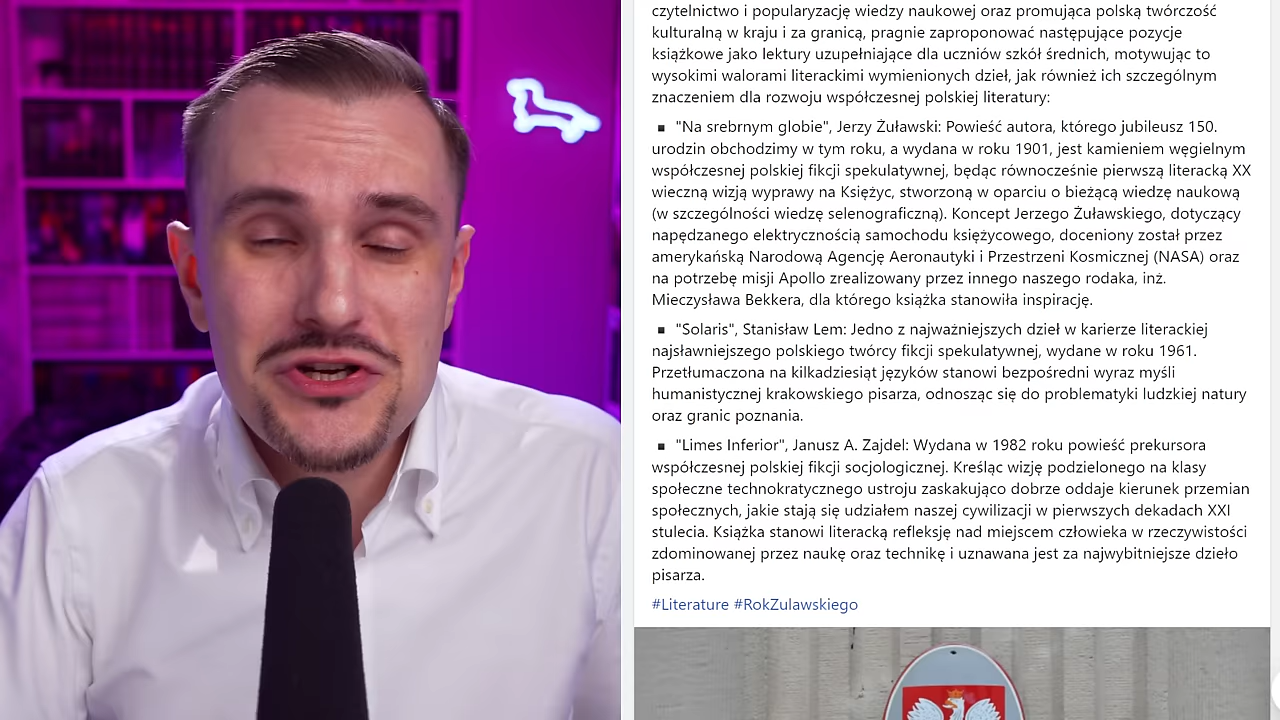 czytelnictwo i popularyzację wiedzy naukowej oraz promująca polską twórczość
kulturalną w kraju i za granicą, pragnie zaproponować następujące pozycje
książkowe jako lektury uzupełniające dla uczniów szkół średnich, motywując to
wysokimi walorami literackimi wymienionych dzieł, jak również ich szczególnym
znaczeniem dla rozwoju współczesnej polskiej literatury:
▪ "Na srebrnym globie", Jerzy Żuławski: Powieść autora, którego jubileusz 150.
urodzin obchodzimy w tym roku, a wydana w roku 1901, jest kamieniem węgielnym
współczesnej polskiej fikcji spekulatywnej, będąc równocześnie pierwszą literacką XX
wieczną wizją wyprawy na Księżyc, stworzoną w oparciu o bieżącą wiedzę naukową
(w szczególności wiedzę selenograficzną). Koncept Jerzego Żuławskiego, dotyczący
napędzanego elektrycznością samochodu księżycowego, doceniony został przez
amerykańską Narodową Agencję Aeronautyki i Przestrzeni Kosmicznej (NASA) oraz
na potrzebę misji Apollo zrealizowany przez innego naszego rodaka, inż.
Mieczysława Bekkera, dla którego książka stanowiła inspirację.
▪ "Solaris", Stanisław Lem: Jedno z najważniejszych dzieł w karierze literackiej
najsławniejszego polskiego twórcy fikcji spekulatywnej, wydane w roku 1961.
Przetłumaczona na kilkadziesiąt języków stanowi bezpośredni wyraz myśli
humanistycznej krakowskiego pisarza, odnosząc się do problematyki ludzkiej natury
oraz granic poznania.
▪ "Limes Inferior", Janusz A. Zajdel: Wydana w 1982 roku powieść prekursora
współczesnej polskiej fikcji socjologicznej. Kreśląc wizję podzielonego na klasy
społeczne technokratycznego ustroju zaskakująco dobrze oddaje kierunek przemian
społecznych, jakie stają się udziałem naszej cywilizacji w pierwszych dekadach XXI
stulecia. Książka stanowi literacką refleksję nad miejscem człowieka w rzeczywistości
zdominowanej przez naukę oraz technikę i uznawana jest za najwybitniejsze dzieło
pisarza.
#Literature #RokZulawskiego